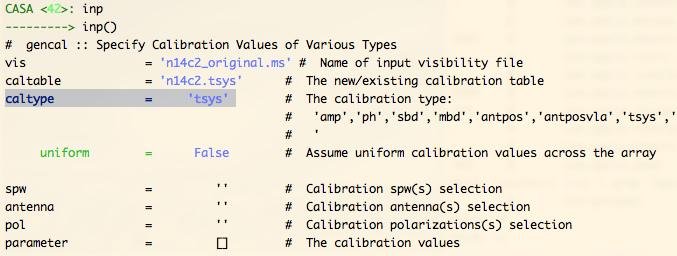 CASA <42>: inp
---------> inp()
# gencal :: Specify Calibration Values of Various Types
vis = 'n14c2_original.ms' # Name of input visibility file
caltable = 'n14c2.tsys' # The new/existing calibration table
caltype = 'tsys' # The calibration type:
# 'amp','ph','sbd','mbd','antpos','antposvla','tsys','
# '
uniform = False # Assume uniform calibration values across the array
spw = '' # Calibration spw(s) selection
antenna = '' # Calibration antenna(s) selection
pol = '' # Calibration polarizations(s) selection
parameter = [] # The calibration values